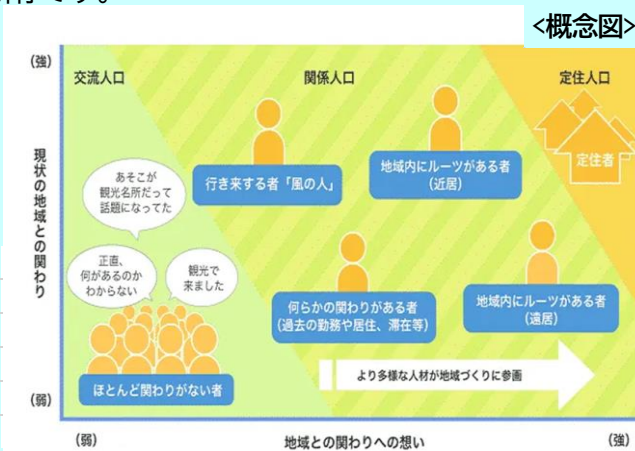 です。
<概念図>
(強)
交流人口
関係人口
定住人口
現状の地域との関わり
あそこが
観光名所だって
話題になってた
行き来する者「風の人」
地域内にルーツがある者
(近居)
定住者
正直、
何があるのか
わからない
観光で
来ました
何らかの関わりがある者
(過去の勤務や居住、滞在等)
地域内にルーツがある者
(遠居)
ほとんど関わりがない者
より多様な人材が地域づくりに参画
(弱)
(弱)
地域との関わりへの想い
(強)